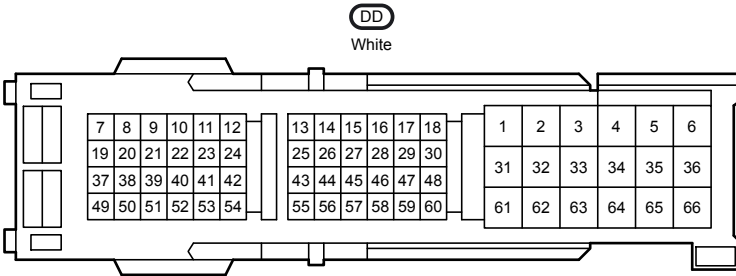 DD
White
7 8 9 10 11 12 13 14 15 16 17 18 1 2 3 4 5 6
19 20 21 22 23 24 25 26 27 28 29 30 31 32 33 34 35 36
37 38 39 40 41 42 43 44 45 46 47 48
49 50 51 52 53 54 55 56 57 58 59 60 61 62 63 64 65 66